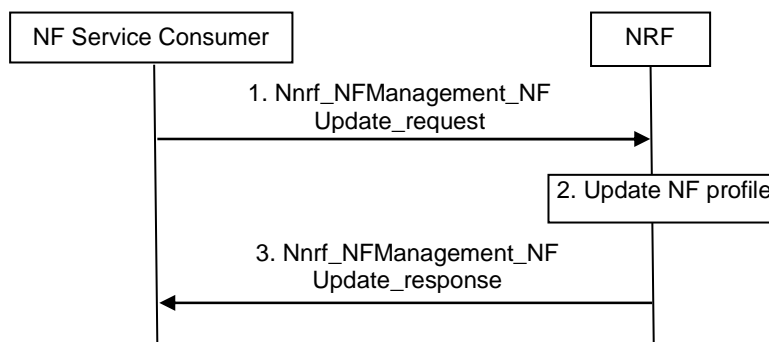 NF Service Consumer
NRF
1. Nnrf_NFManagement_NF
Update_request
2. Update NF profile
3. Nnrf_NFManagement_NF
Update_response